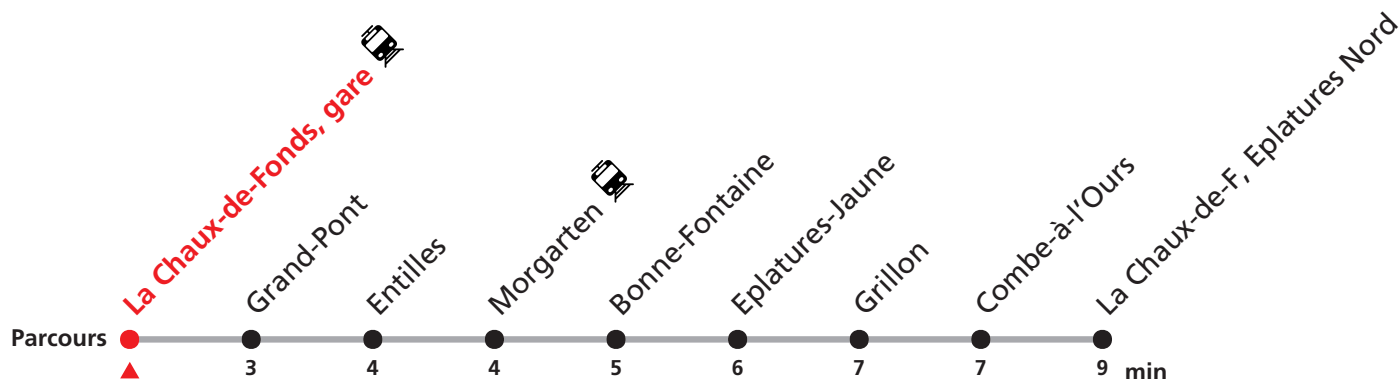 La Chaux-de-Fonds, gare
Grand-Pont
Entilles
Morgarten
Bonne-Fontaine
Eplatures-Jaune
Grillon
Combe-à-l'Ours
La Chaux-de-F, Eplatures Nord
Parcours
3 4 4 5 6 7 7 9 min